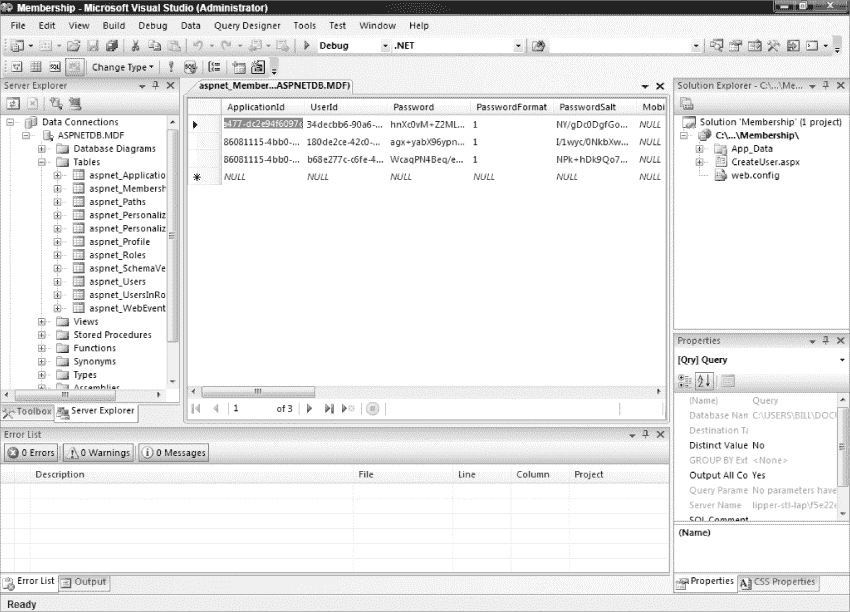 Membership - Microsoft Visual Studio (Administrator)
File Edit View Build Debug Data Query Designer Tools Test Window Help
Debug .NET
Change Type
Server Explorer
Data Connections
ASPNETDB.MDF
Database Diagrams
Tables
aspnet_Applicatio
aspnet_Membersh
aspnet_Paths
aspnet_Personaliz
aspnet_Personaliz
aspnet_Profile
aspnet_Roles
aspnet_SchemaVe
aspnet_Users
aspnet_UsersInRo
aspnet_WebEvent
Views
Stored Procedures
Functions
Synonyms
Types
Assemblies
Toolbox Server Explorer
aspnet_Member...ASPNETDB.MDF)
ApplicationId UserId Password PasswordFormat PasswordSalt Mobi
a477-dc2e94f6097d 34decbb6-90a6-... hnXc0vM+Z2ML... 1 NY/gDc0DgfGo... NULL
86081115-4bb0-... 180de2ce-42c0-... agx+yabX96ypn... 1 I/1wyc/0NkbXw... NULL
86081115-4bb0-... b68e277c-c6fe-4... WcaqPN4Beq/e... 1 NPk+hDk9Qo7... NULL
NULL NULL NULL NULL NULL NULL
1 of 3
Solution Explorer - C:\...\Me...
Solution 'Membership' (1 project)
C:\...\Membership\
App_Data
CreateUser.aspx
web.config
Properties
[Qry] Query
(Name) Query
Database Nam C:\USERS\BILL\DOCU
Destination Ta
Distinct Value No
GROUP BY Ext <None>
Output All Co Yes
Query Parame No parameters have
Server Name lipper-stl-lap\f5e22c
SQL Comment
(Name)
Properties CSS Properties
Error List
0 Errors 0 Warnings 0 Messages
Description File Line Column Project
Error List Output
Ready